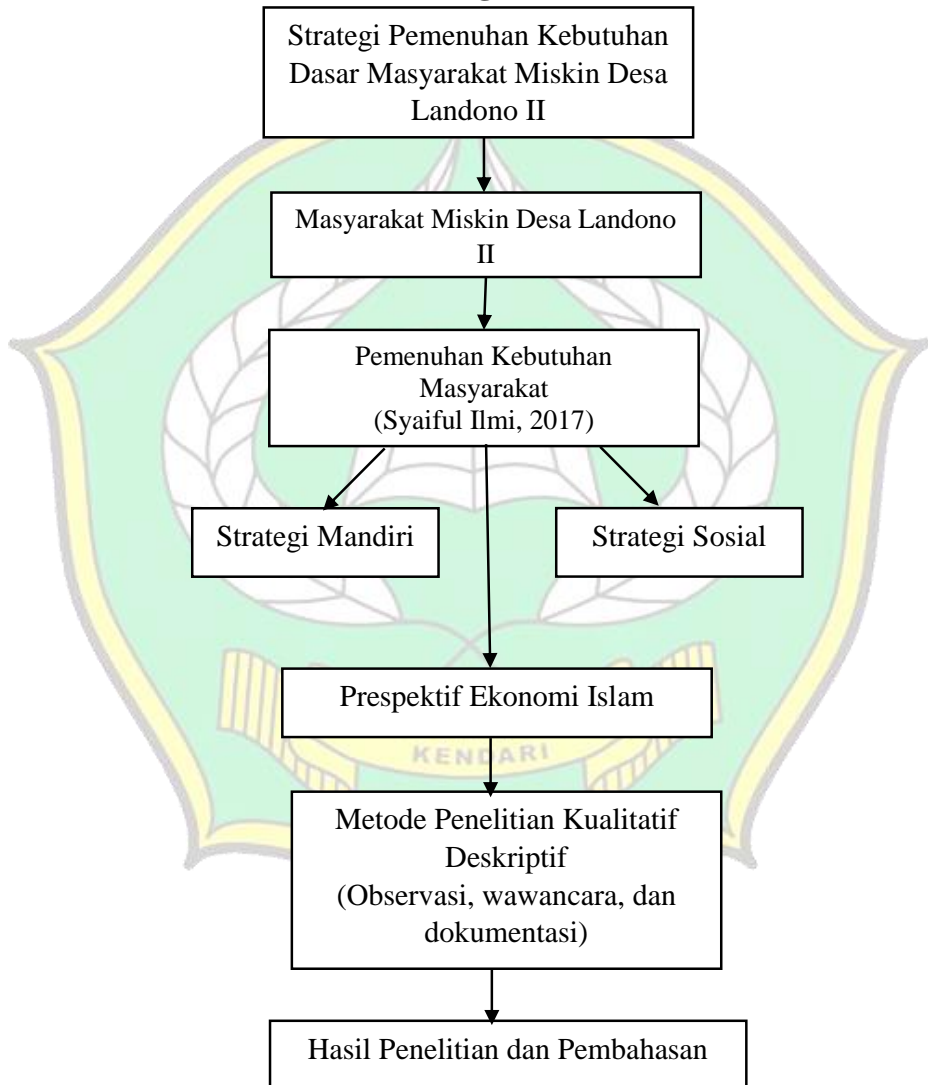 Strategi Pemenuhan Kebutuhan
Dasar Masyarakat Miskin Desa
Landono II
Masyarakat Miskin Desa Landono
II
Pemenuhan Kebutuhan
Masyarakat
(Syaiful Ilmi, 2017)
Strategi Mandiri
Strategi Sosial
Prespektif Ekonomi Islam
KENDARI
Metode Penelitian Kualitatif
Deskriptif
(Observasi, wawancara, dan
dokumentasi)
Hasil Penelitian dan Pembahasan